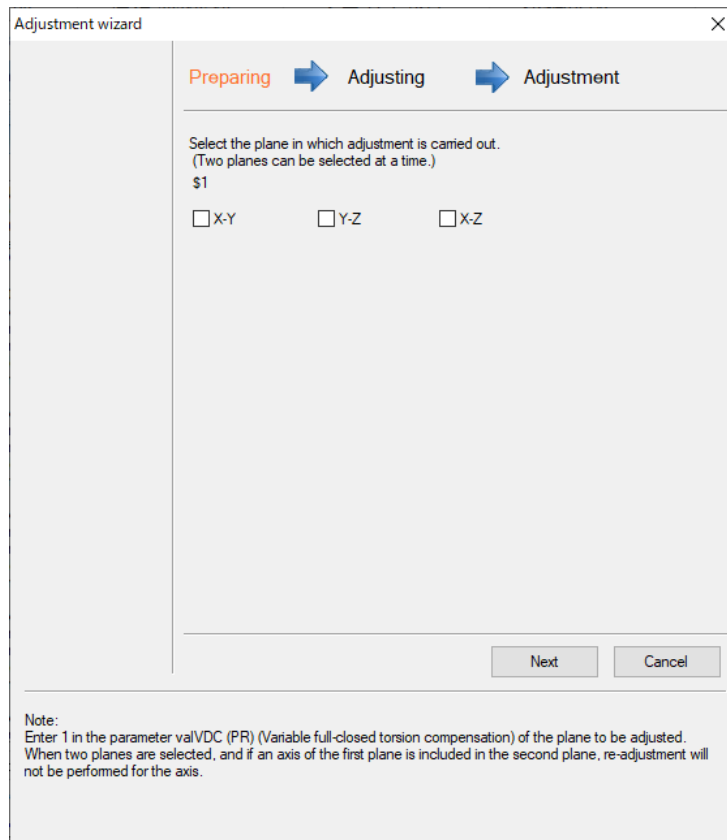 Adjustment wizard
Preparing
Adjusting
Adjustment
Select the plane in which adjustment is carried out.
(Two planes can be selected at a time.)
$1
X-Y
Y-Z
X-Z
Next
Cancel
Note:
Enter 1 in the parameter valVDC (PR) (Variable full-closed torsion compensation) of the plane to be adjusted.
When two planes are selected, and if an axis of the first plane is included in the second plane, re-adjustment will
not be performed for the axis.